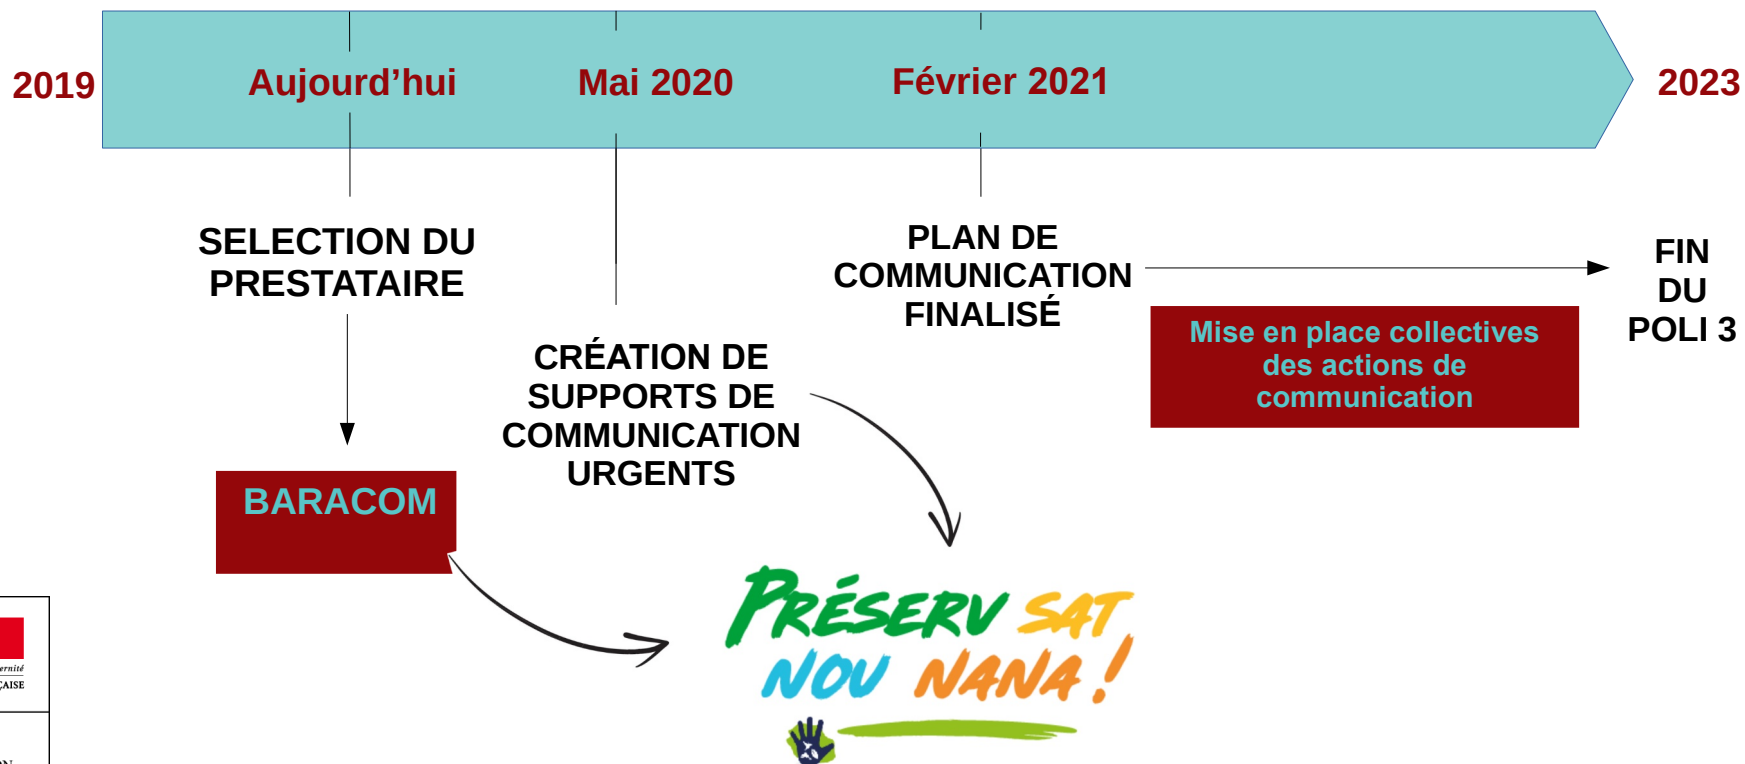 2019
Aujourd’hui
Mai 2020
Février 2021
2023
SELECTION DU
PRESTATAIRE
BARACOM
CRÉATION DE
SUPPORTS DE
COMMUNICATION
URGENTS
PLAN DE
COMMUNICATION
FINALISÉ
Mise en place collectives
des actions de
communication
FIN
DU
POLI 3
PRÉSERV SAT
NOU NANA !